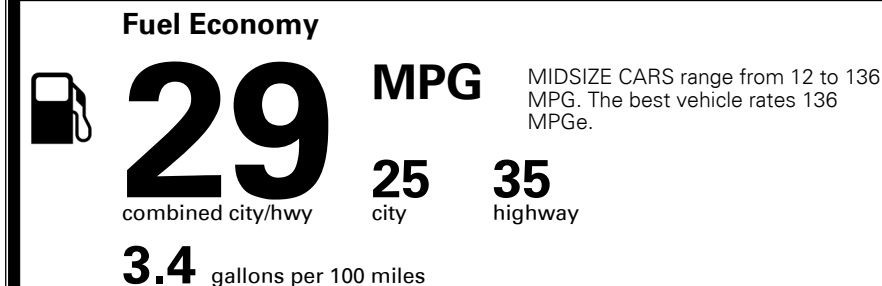 Fuel Economy
29
MPG
MIDSIZE CARS range from 12 to 136
MPG. The best vehicle rates 136
MPGe.
25
35
combined city/hwy
city
highway
3.4 gallons per 100 miles